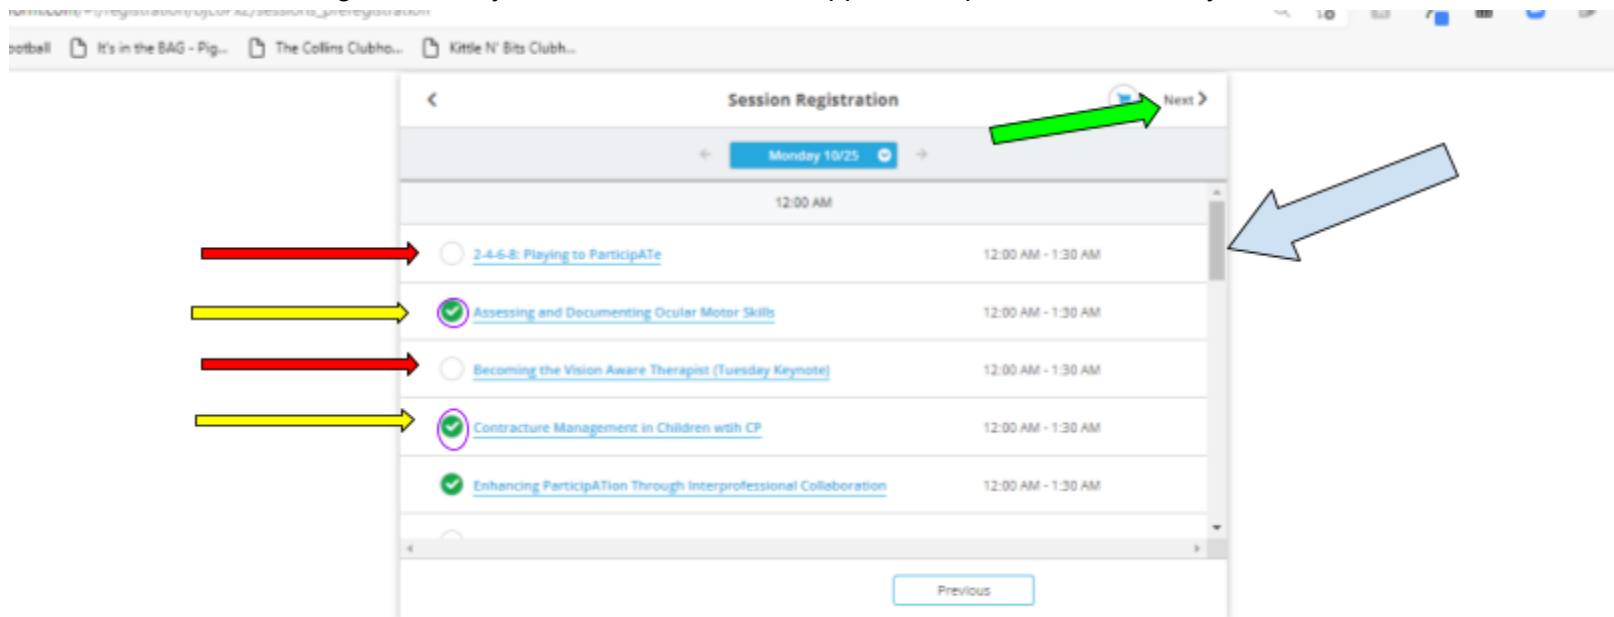 It's in the BAG - Pig... The Collins Clubho... Kittle N' Bits Clubh...
Session Registration Next
Monday 10/25
12:00 AM
2-4-6-8: Playing to ParticipATe 12:00 AM - 1:30 AM
Assessing and Documenting Ocular Motor Skills 12:00 AM - 1:30 AM
Becoming the Vision Aware Therapist (Tuesday Keynote) 12:00 AM - 1:30 AM
Contracture Management in Children wtih CP 12:00 AM - 1:30 AM
Enhancing ParticipATion Through Interprofessional Collaboration 12:00 AM - 1:30 AM
Previous